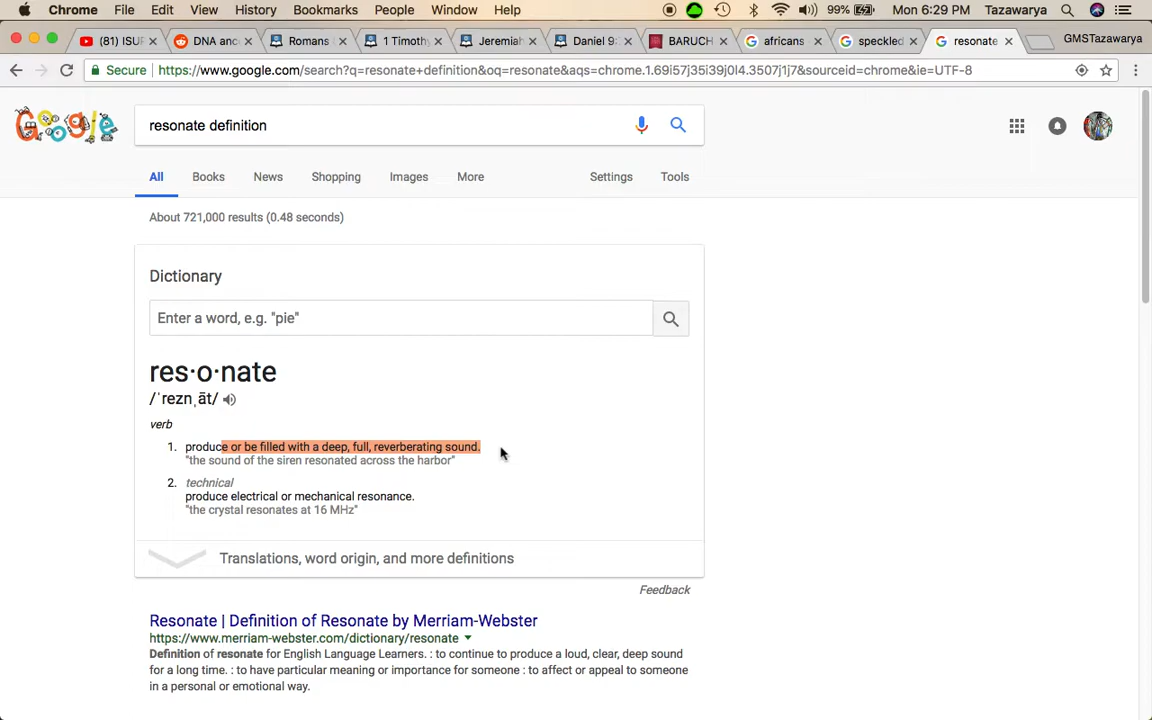 Chrome File Edit View History Bookmarks People Window Help 99% Mon 6:29 PM Tazawarya
(81) ISUP DNA anc Romans 1 Timothy Jeremiah Daniel 9: BARUCH africans speckled resonate GMSTazawarya
Secure https://www.google.com/search?q=resonate+definition&oq=resonate&aqs=chrome.1.69i57j35i39j0l4.3507j1j7&sourceid=chrome&ie=UTF-8
Google
resonate definition
All Books News Shopping Images More Settings Tools
About 721,000 results (0.48 seconds)
Dictionary
Enter a word, e.g. "pie"
res·o·nate
/ˈreznˌāt/
verb
1. produce or be filled with a deep, full, reverberating sound.
"the sound of the siren resonated across the harbor"
2. technical
produce electrical or mechanical resonance.
"the crystal resonates at 16 MHz"
Translations, word origin, and more definitions
Feedback
Resonate | Definition of Resonate by Merriam-Webster
https://www.merriam-webster.com/dictionary/resonate
Definition of resonate for English Language Learners. : to continue to produce a loud, clear, deep sound
for a long time. : to have particular meaning or importance for someone : to affect or appeal to someone
in a personal or emotional way.